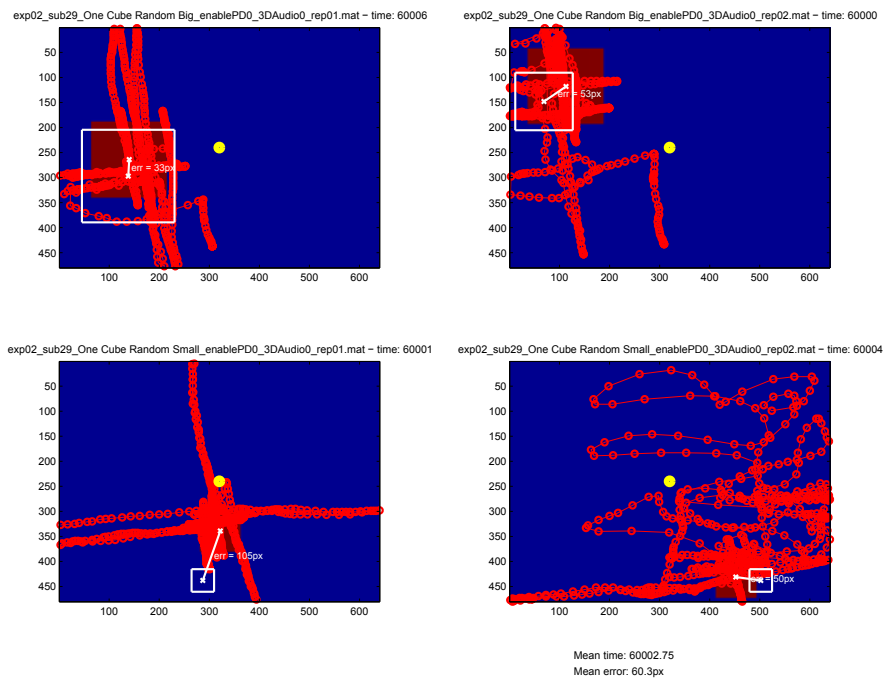 exp02_sub29_One Cube Random Big_enablePD0_3DAudio0_rep01.mat − time: 60006
50
100
150
200
250
300
350
400
450
err = 33px
100 200 300 400 500 600
exp02_sub29_One Cube Random Big_enablePD0_3DAudio0_rep02.mat − time: 60000
50
100
150
200
250
300
350
400
450
err = 53px
100 200 300 400 500 600
exp02_sub29_One Cube Random Small_enablePD0_3DAudio0_rep01.mat − time: 60001
50
100
150
200
250
300
350
400
450
err = 105px
100 200 300 400 500 600
exp02_sub29_One Cube Random Small_enablePD0_3DAudio0_rep02.mat − time: 60004
50
100
150
200
250
300
350
400
450
= 50px
100 200 300 400 500 600
Mean time: 60002.75
Mean error: 60.3px